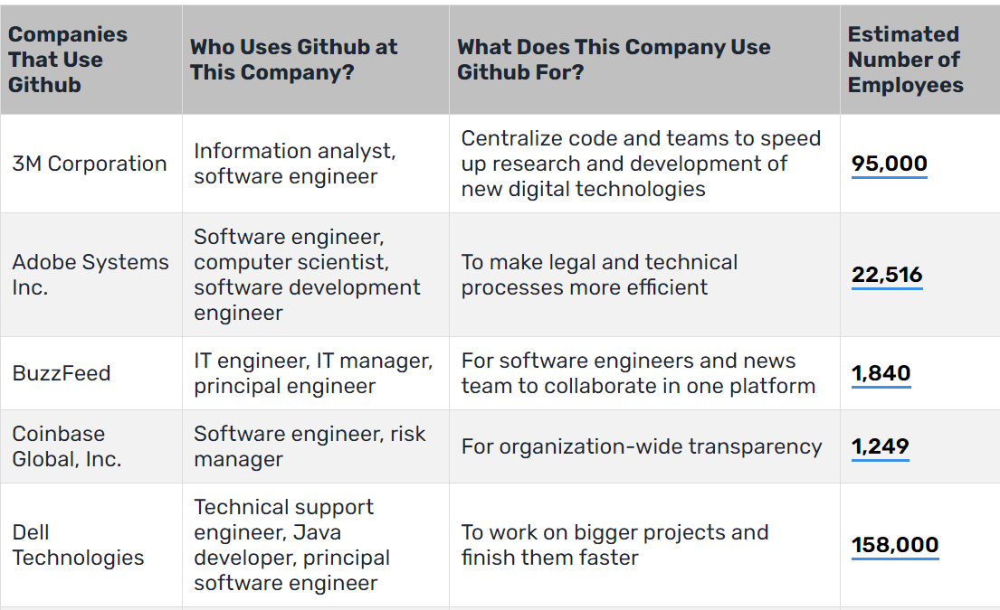 Companies
That Use
Github
Who Uses Github at
This Company?
What Does This Company Use
Github For?
Estimated
Number of
Employees
3M Corporation
Information analyst,
software engineer
Centralize code and teams to speed
up research and development of
new digital technologies
95,000
Adobe Systems
Inc.
Software engineer,
computer scientist,
software development
engineer
To make legal and technical
processes more efficient
22,516
BuzzFeed
IT engineer, IT manager,
principal engineer
For software engineers and news
team to collaborate in one platform
1,840
Coinbase
Global, Inc.
Software engineer, risk
manager
For organization-wide transparency
1,249
Dell
Technologies
Technical support
engineer, Java
developer, principal
software engineer
To work on bigger projects and
finish them faster
158,000